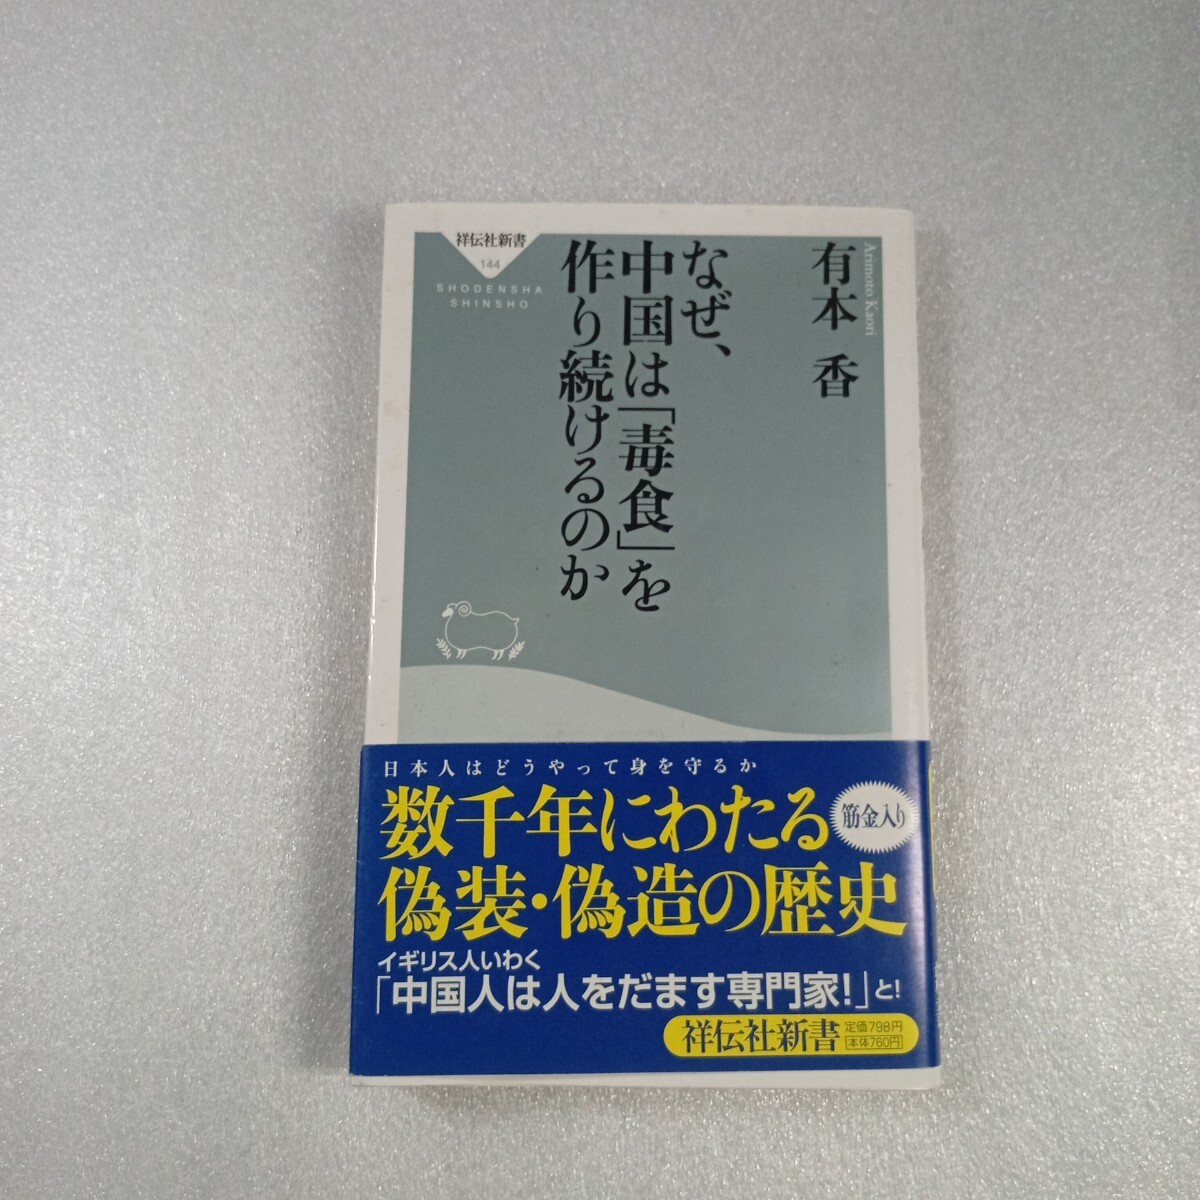 祥伝社新書
144
SHODENSHA
SHINSHO
有本 香
Arimoto Kaori
なぜ、
中国は「毒食」を
作り続けるのか
日本人はどうやって身を守るか
数千年にわたる
筋金入り
偽装・偽造の歴史
イギリス人いわく
「中国人は人をだます専門家!」と!
祥伝社新書
定価798円
本体760円